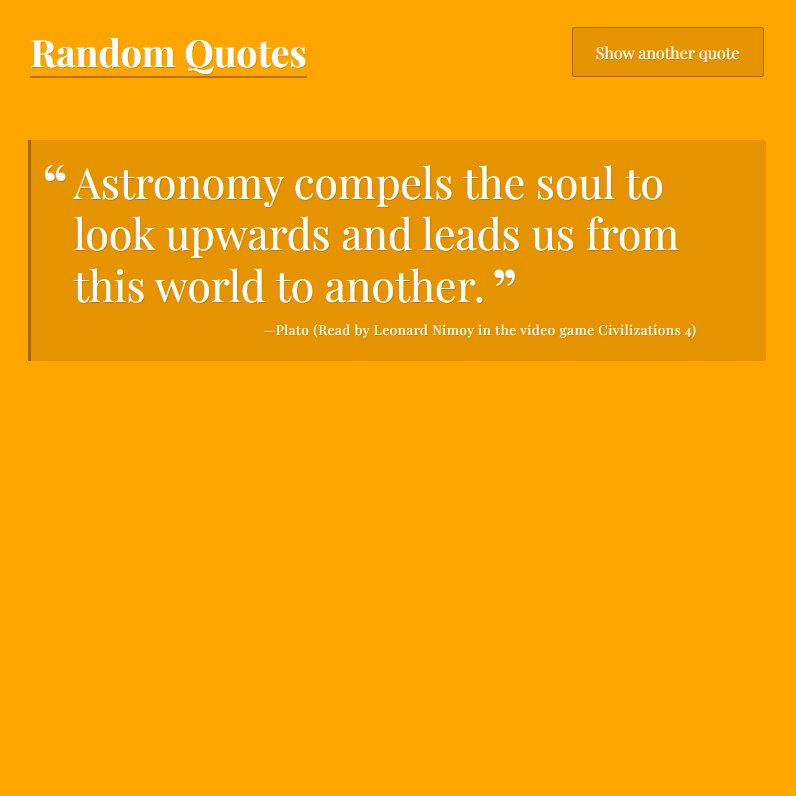 Random Quotes
Show another quote
“ Astronomy compels the soul to
look upwards and leads us from
this world to another. ”
—Plato (Read by Leonard Nimoy in the video game Civilizations 4)